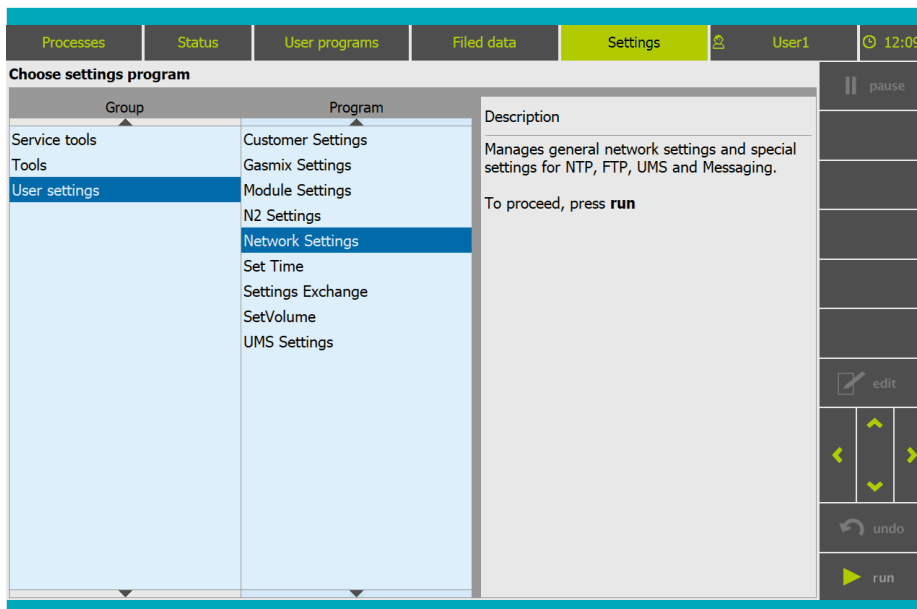 Processes
Status
User programs
Filed data
Settings
User1
12:09
Choose settings program
pause
Group
Program
Description
Service tools
Tools
User settings
Customer Settings
Gasmix Settings
Module Settings
N2 Settings
Network Settings
Set Time
Settings Exchange
SetVolume
UMS Settings
Manages general network settings and special
settings for NTP, FTP, UMS and Messaging.
To proceed, press run
edit
undo
run